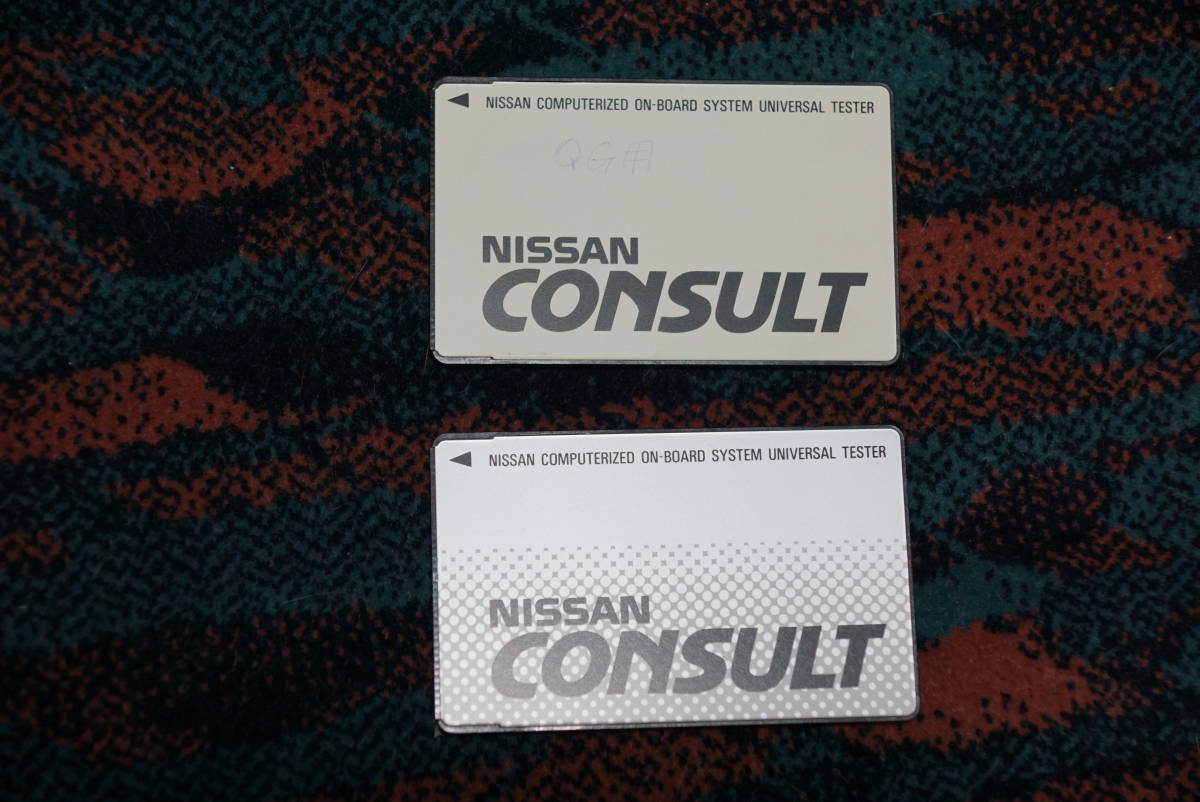 NISSAN COMPUTERIZED ON-BOARD SYSTEM UNIVERSAL TESTER
QG用
NISSAN
CONSULT
NISSAN COMPUTERIZED ON-BOARD SYSTEM UNIVERSAL TESTER
NISSAN
CONSULT